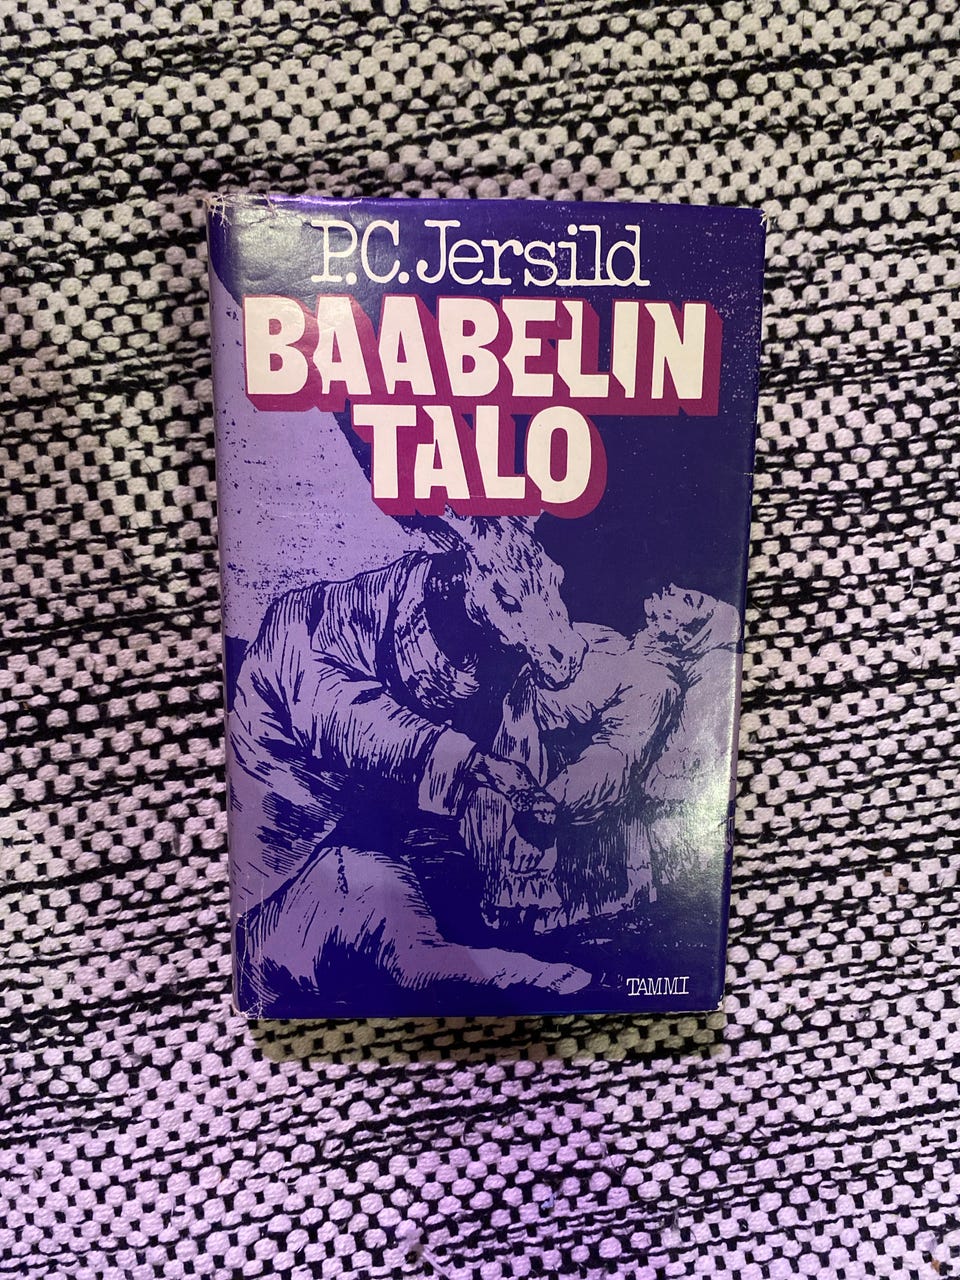 P.C. Jersild
BAABELIN
TALO
TAMMI